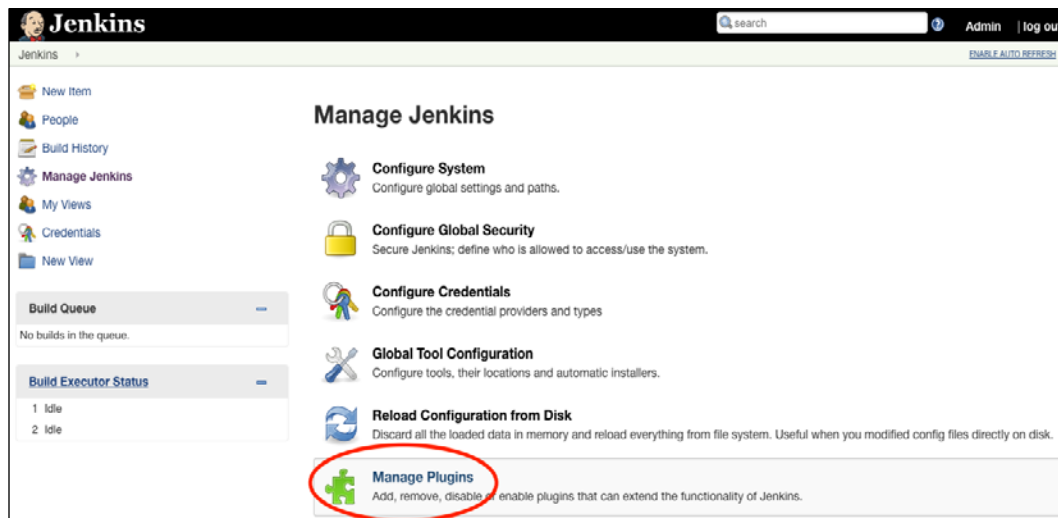 Jenkins
search
Admin | log ou
Jenkins
ENABLE AUTO REFRESH
New Item
People
Build History
Manage Jenkins
My Views
Credentials
New View
Build Queue
No builds in the queue.
Build Executor Status
1 Idle
2 Idle
Manage Jenkins
Configure System
Configure global settings and paths.
Configure Global Security
Secure Jenkins; define who is allowed to access/use the system.
Configure Credentials
Configure the credential providers and types
Global Tool Configuration
Configure tools, their locations and automatic installers.
Reload Configuration from Disk
Discard all the loaded data in memory and reload everything from file system. Useful when you modified config files directly on disk.
Manage Plugins
Add, remove, disable or enable plugins that can extend the functionality of Jenkins.